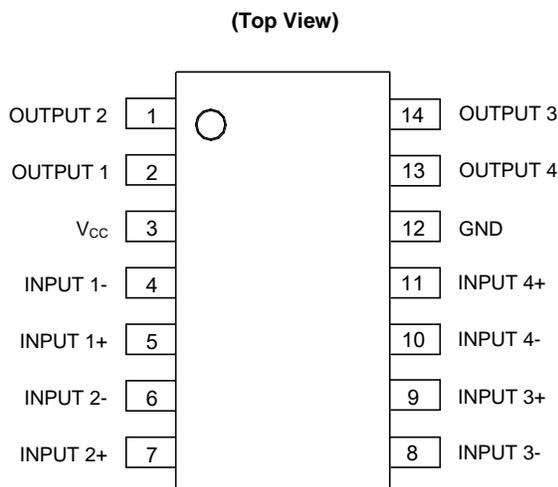 (Top View)
OUTPUT 2 1 14 OUTPUT 3
OUTPUT 1 2 13 OUTPUT 4
VCC 3 12 GND
INPUT 1- 4 11 INPUT 4+
INPUT 1+ 5 10 INPUT 4-
INPUT 2- 6 9 INPUT 3+
INPUT 2+ 7 8 INPUT 3-